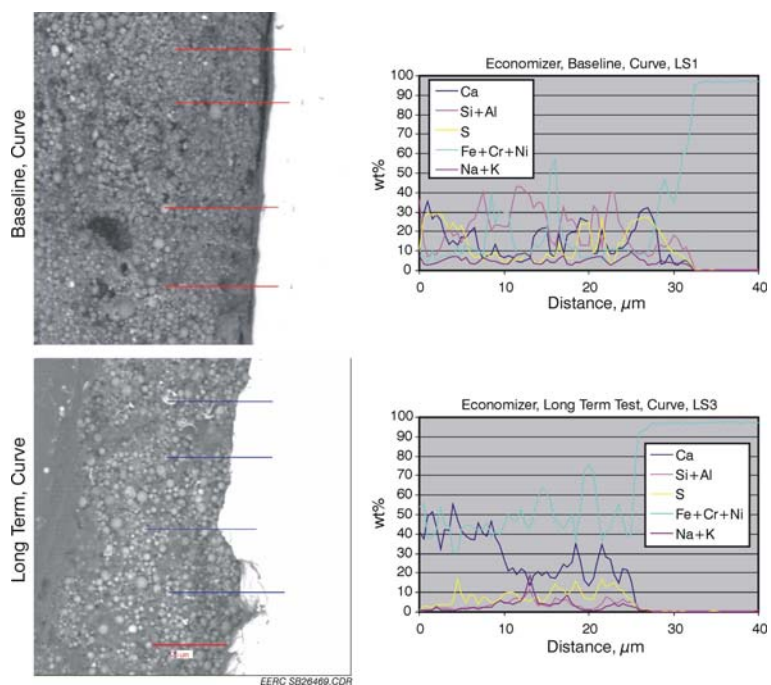 Baseline, Curve
Economizer, Baseline, Curve, LS1
wt%
100
90
80
70
60
50
40
30
20
10
0
Ca
Si+Al
S
Fe+Cr+Ni
Na+K
0 10 20 30 40
Distance, µm
Long Term, Curve
EERC SB26469.CDR
Economizer, Long Term Test, Curve, LS3
wt%
100
90
80
70
60
50
40
30
20
10
0
Ca
Si+Al
S
Fe+Cr+Ni
Na+K
0 10 20 30 40
Distance, µm